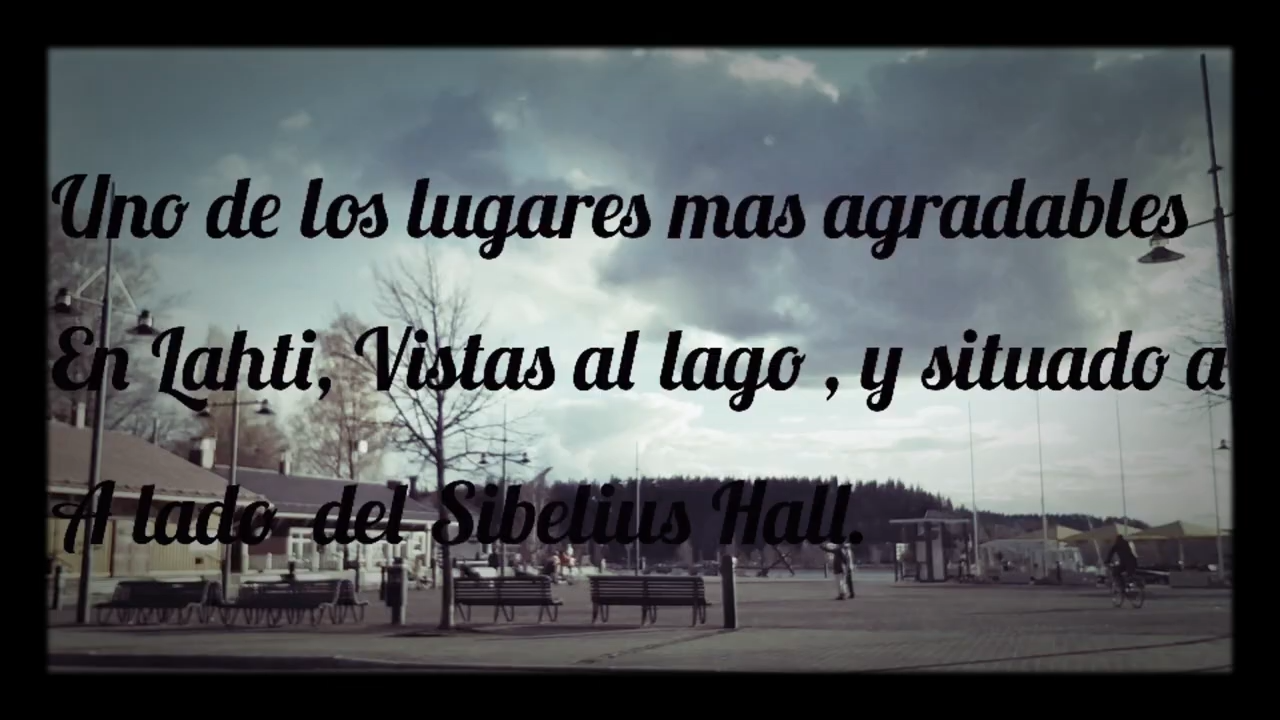 Uno de los lugares mas agradables
En Lahti, Vistas al lago , y situado a
A lado del Sibelius Hall.